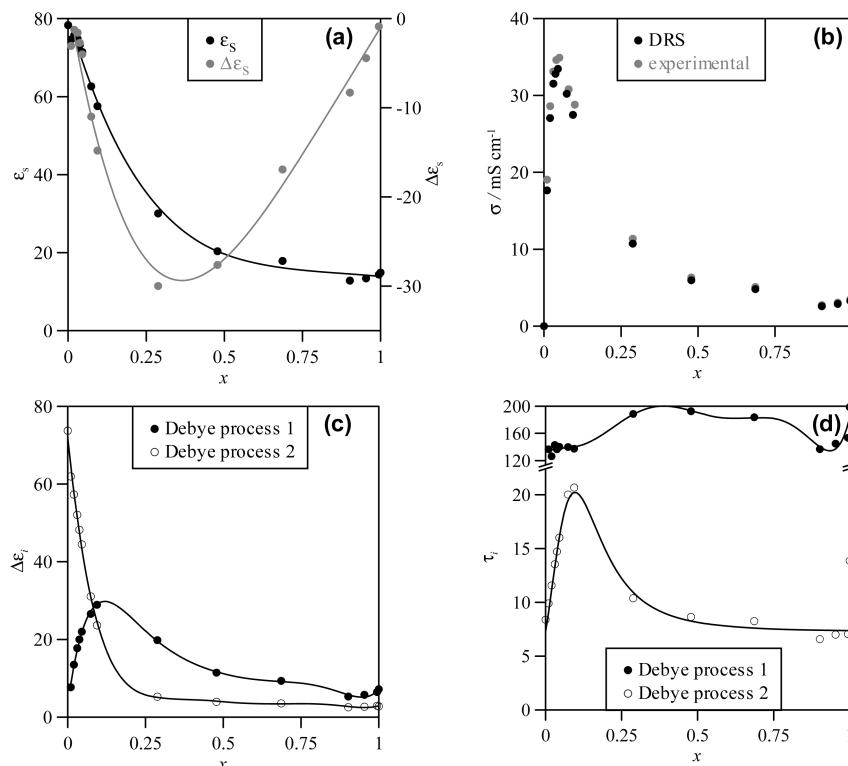 80
60
40
20
0
εs
0
-10
-20
-30
Δεs
0
0.25
0.5
0.75
1
x
εS
ΔεS
(a)
40
30
20
10
0
σ / mS cm-1
0
0.25
0.5
0.75
x
DRS
experimental
(b)
80
60
40
20
0
Δεi
0
0.25
0.5
0.75
1
x
Debye process 1
Debye process 2
(c)
200
160
120
20
15
10
5
0
τi
0
0.25
0.5
0.75
x
(d)
Debye process 1
Debye process 2